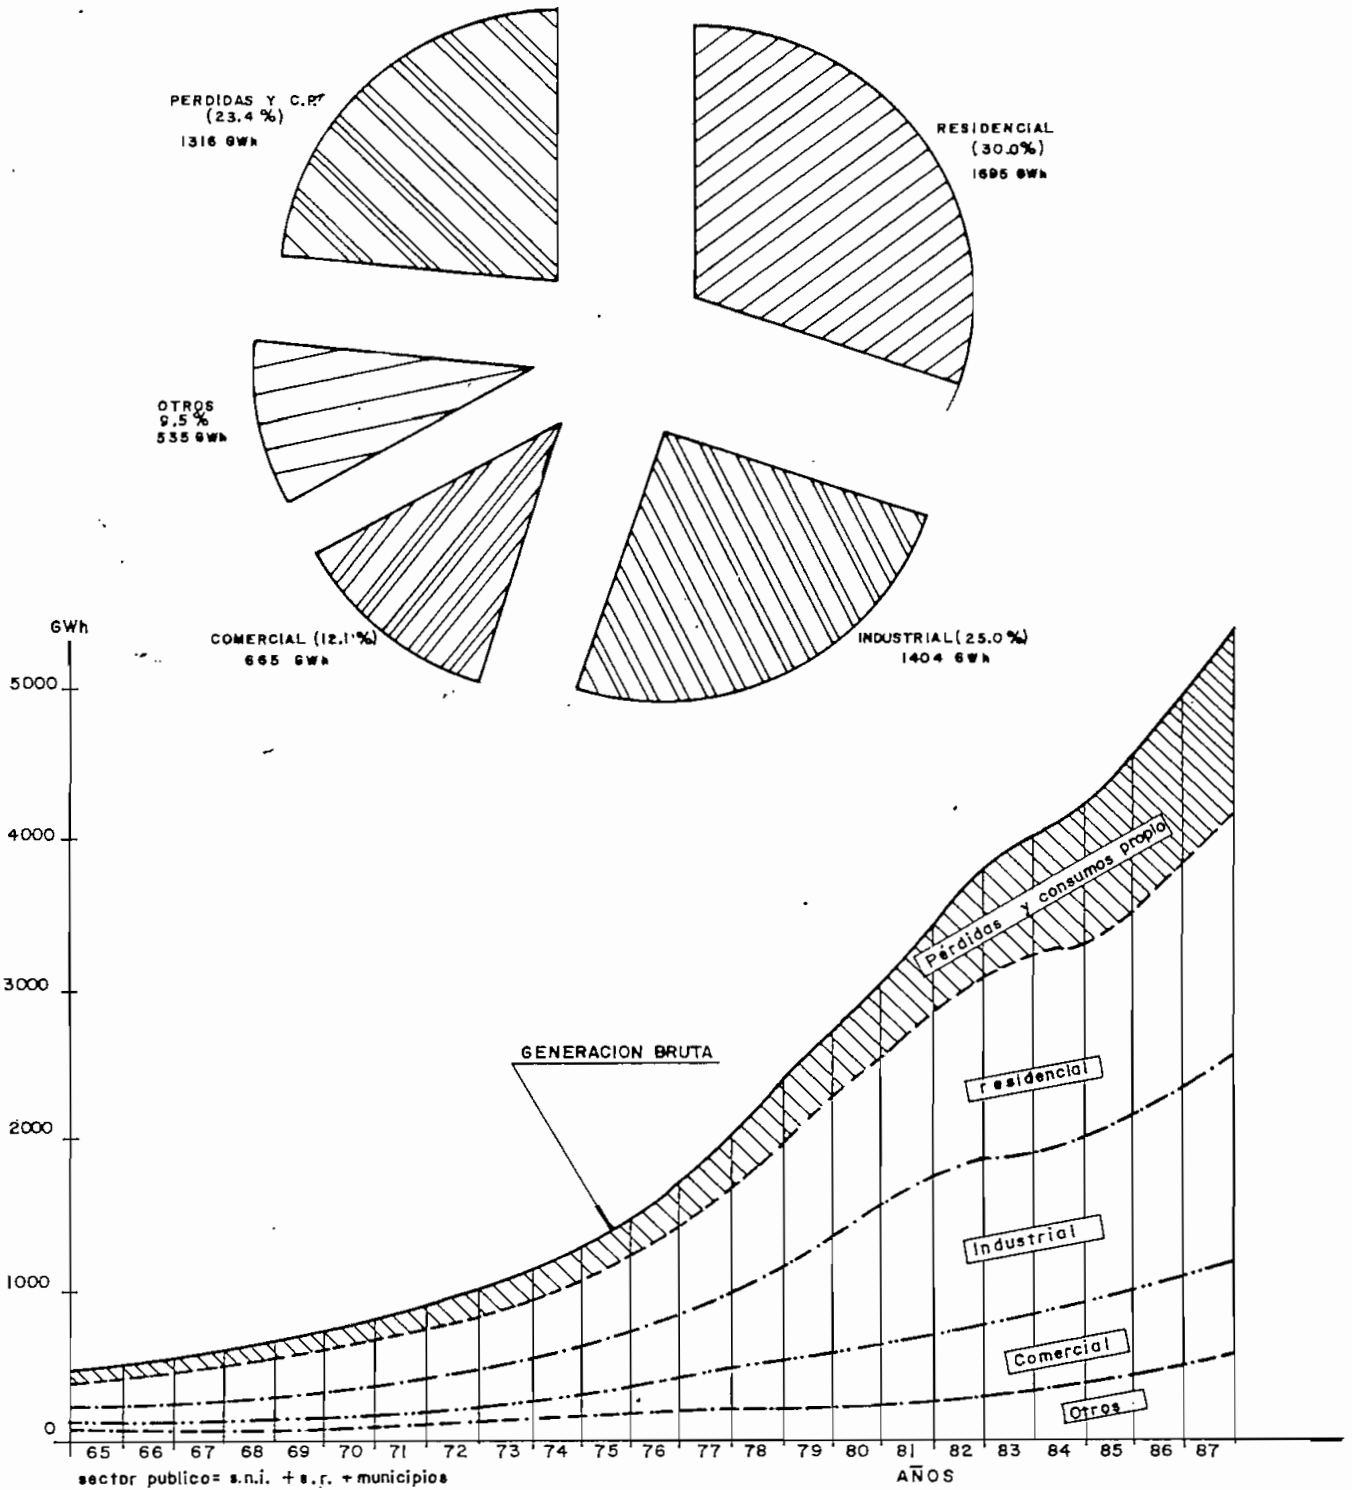 PERDIDAS Y C.P.
(23.4 %)
1316 GWh
RESIDENCIAL
(30.0%)
1695 GWh
OTROS
9.5 %
535 GWh
COMERCIAL (12.1 %)
665 GWh
INDUSTRIAL (25.0 %)
1404 GWh
GWh
5000
4000
3000
2000
1000
0
Pérdidas y consumos propio
GENERACION BRUTA
residencial
Industrial
Comercial
Otros
65 66 67 68 69 70 71 72 73 74 75 76 77 78 79 80 81 82 83 84 85 86 87
sector publico= s.n.i. + s.r. + municipios
AÑOS